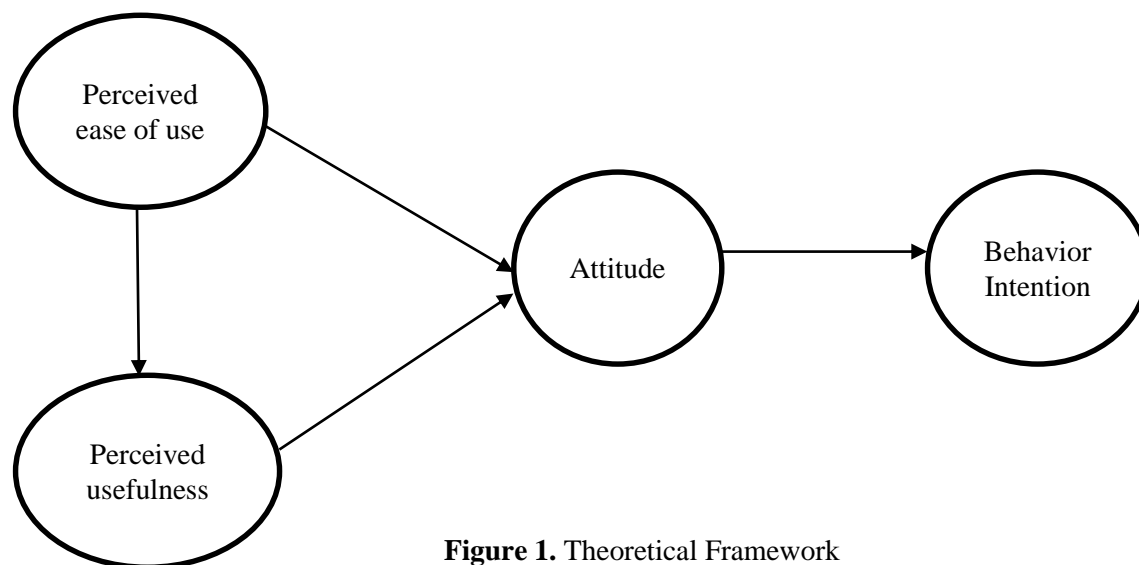 Perceived
ease of use
Attitude
Behavior
Intention
Perceived
usefulness
Figure 1. Theoretical Framework